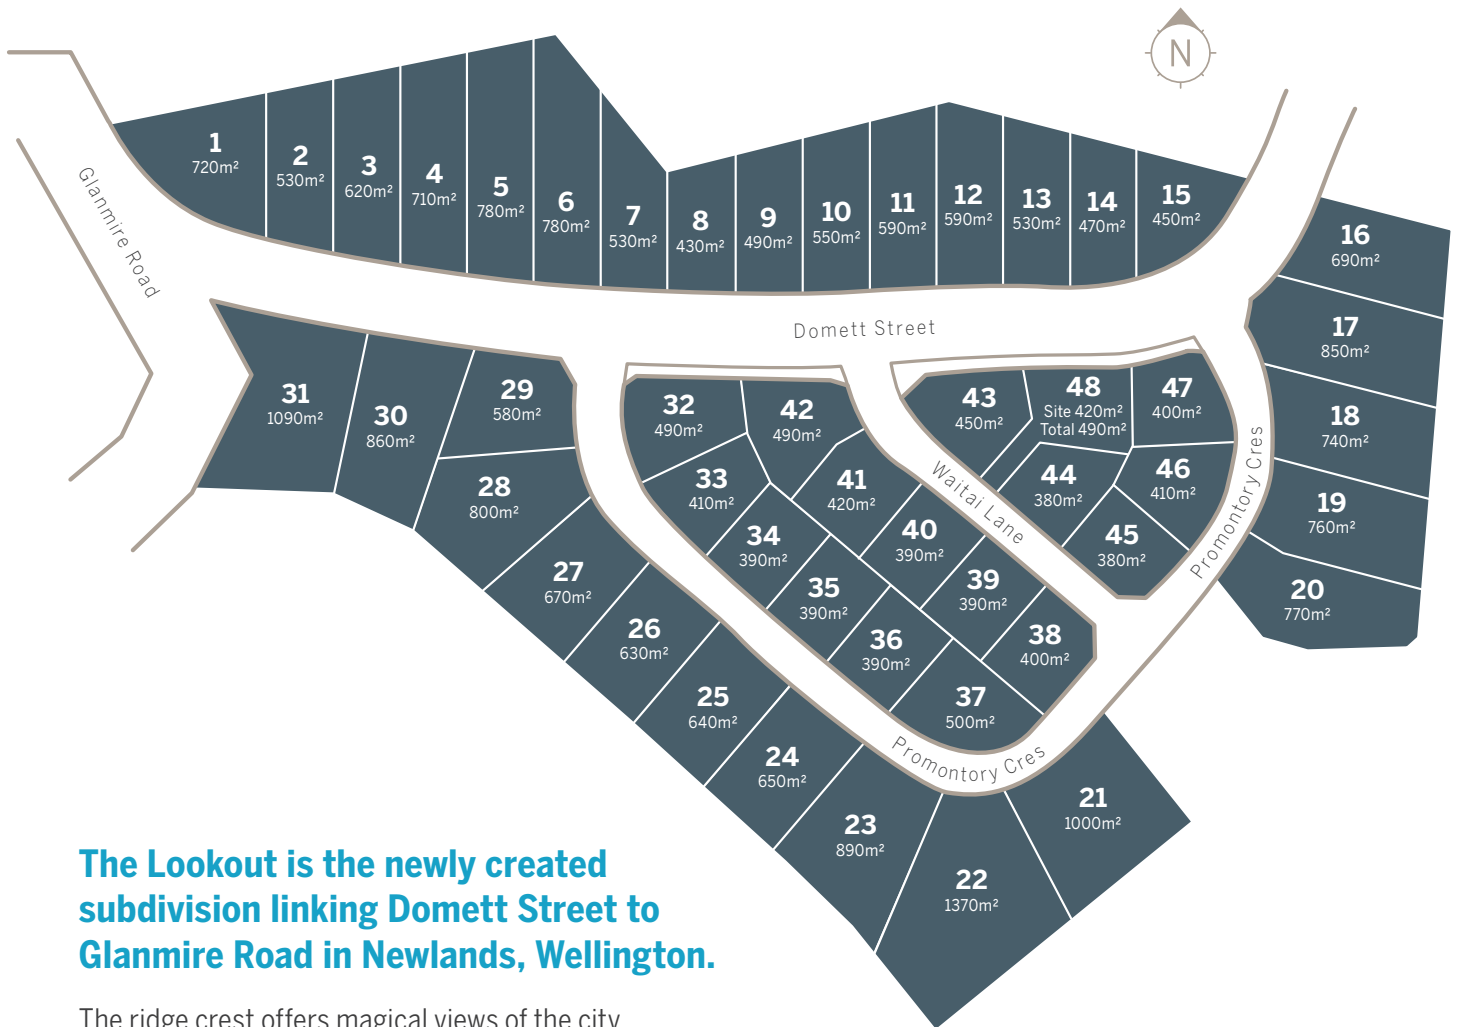 N
1
720m²
2
530m²
3
620m²
4
710m²
5
780m²
6
780m²
7
530m²
8
430m²
9
490m²
10
550m²
11
590m²
12
590m²
13
530m²
14
470m²
15
450m²
16
690m²
17
850m²
18
740m²
19
760m²
20
770m²
Glanmire Road
Domett Street
31
1090m²
30
860m²
29
580m²
28
800m²
32
490m²
42
490m²
33
410m²
41
420m²
34
390m²
40
390m²
35
390m²
39
390m²
36
390m²
38
400m²
37
500m²
43
450m²
48
Site 420m²
Total 490m²
47
400m²
44
380m²
46
410m²
45
380m²
Waitai Lane
Promontory Cres
27
670m²
26
630m²
25
640m²
24
650m²
23
890m²
22
1370m²
21
1000m²
Promontory Cres
The Lookout is the newly created
subdivision linking Domett Street to
Glanmire Road in Newlands, Wellington.
The ridge crest offers magical views of the city